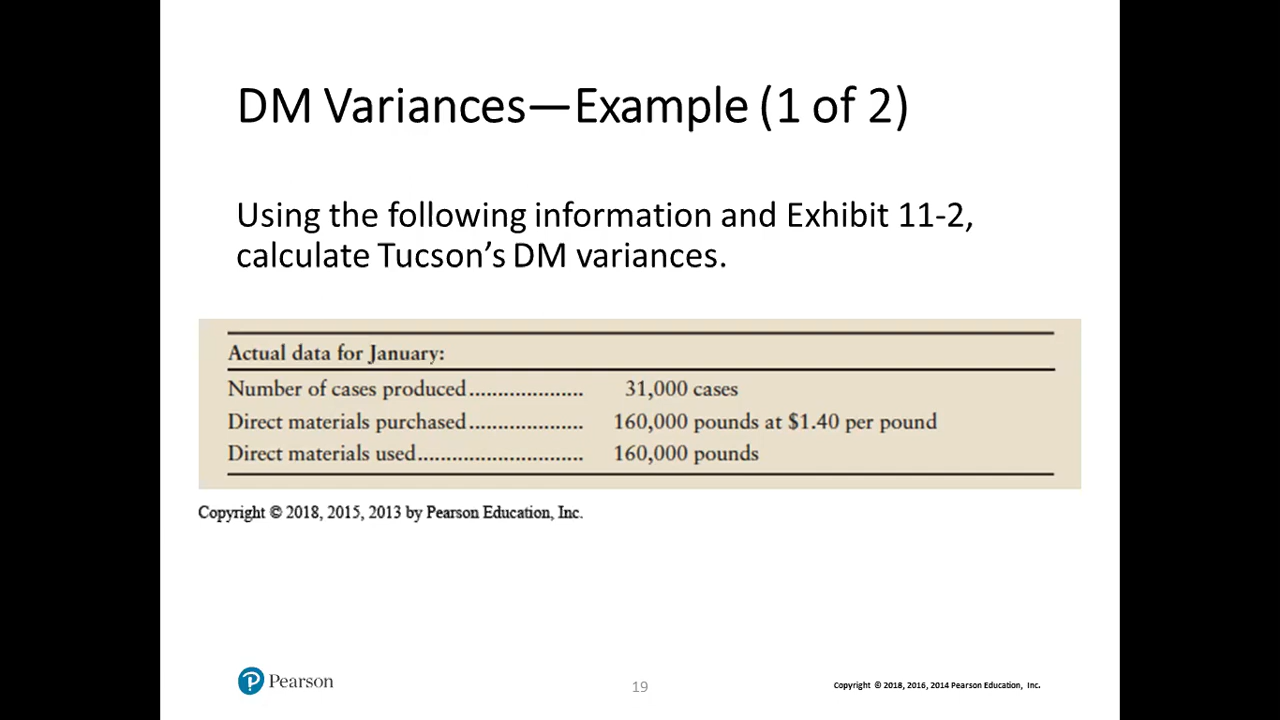 DM Variances—Example (1 of 2)
Using the following information and Exhibit 11-2,
calculate Tucson’s DM variances.
Actual data for January:
Number of cases produced.................... 31,000 cases
Direct materials purchased.................... 160,000 pounds at $1.40 per pound
Direct materials used............................. 160,000 pounds
Copyright © 2018, 2015, 2013 by Pearson Education, Inc.
P Pearson
19
Copyright © 2018, 2016, 2014 Pearson Education, Inc.